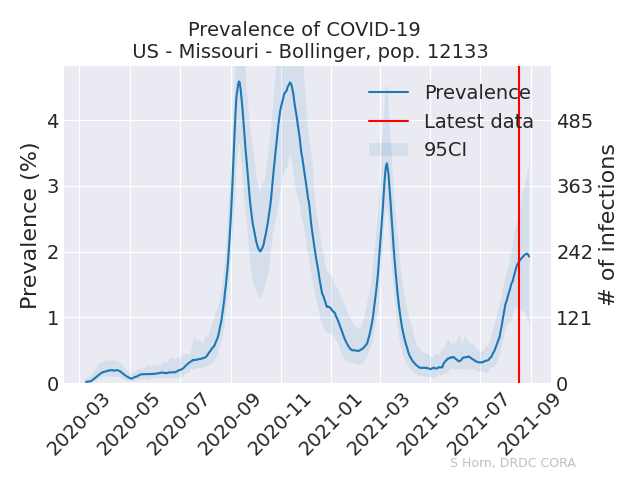 Prevalence of COVID-19
US - Missouri - Bollinger, pop. 12133
Prevalence
Latest data
95CI
Prevalence (%)
4
3
2
1
0
# of infections
485
363
242
121
0
2020-03
2020-05
2020-07
2020-09
2020-11
2021-01
2021-03
2021-05
2021-07
2021-09
S Horn, DRDC CORA